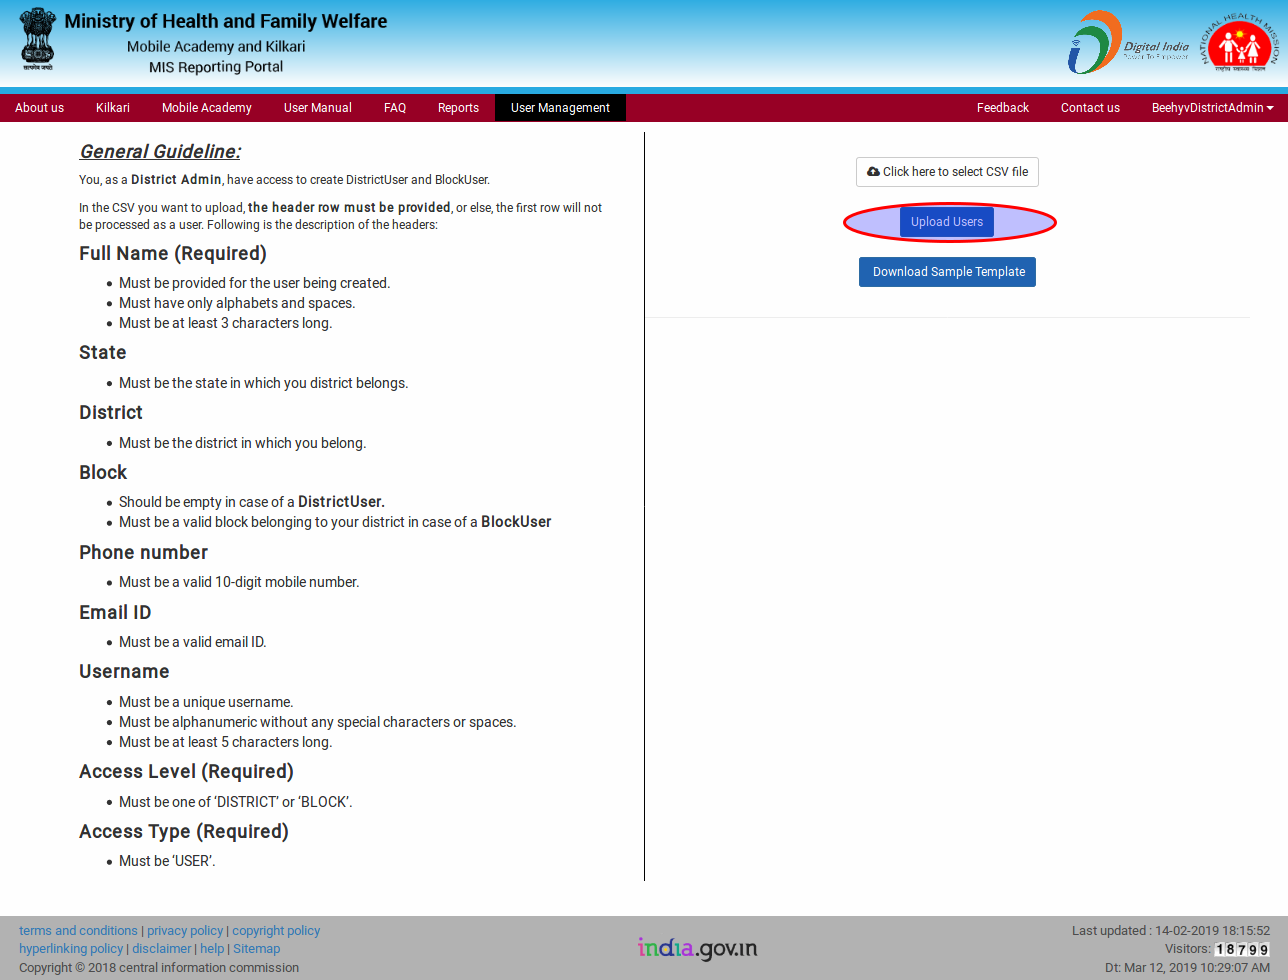 Ministry of Health and Family Welfare
Mobile Academy and Kilkari
MIS Reporting Portal
सत्यमेव जयते
Digital India
Power To Empower
NATIONAL HEALTH MISSION
राष्ट्रीय स्वास्थ्य मिशन
About us
Kilkari
Mobile Academy
User Manual
FAQ
Reports
User Management
Feedback
Contact us
BeehyvDistrictAdmin
General Guideline:
You, as a District Admin, have access to create DistrictUser and BlockUser.
In the CSV you want to upload, the header row must be provided, or else, the first row will not
be processed as a user. Following is the description of the headers:
Full Name (Required)
Must be provided for the user being created.
Must have only alphabets and spaces.
Must be at least 3 characters long.
State
Must be the state in which you district belongs.
District
Must be the district in which you belong.
Block
Should be empty in case of a DistrictUser.
Must be a valid block belonging to your district in case of a BlockUser
Phone number
Must be a valid 10-digit mobile number.
Email ID
Must be a valid email ID.
Username
Must be a unique username.
Must be alphanumeric without any special characters or spaces.
Must be at least 5 characters long.
Access Level (Required)
Must be one of ‘DISTRICT’ or ‘BLOCK’.
Access Type (Required)
Must be ‘USER’.
Click here to select CSV file
Upload Users
Download Sample Template
terms and conditions | privacy policy | copyright policy
hyperlinking policy | disclaimer | help | Sitemap
Copyright © 2018 central information commission
india.gov.in
Last updated : 14-02-2019 18:15:52
Visitors: 18799
Dt: Mar 12, 2019 10:29:07 AM